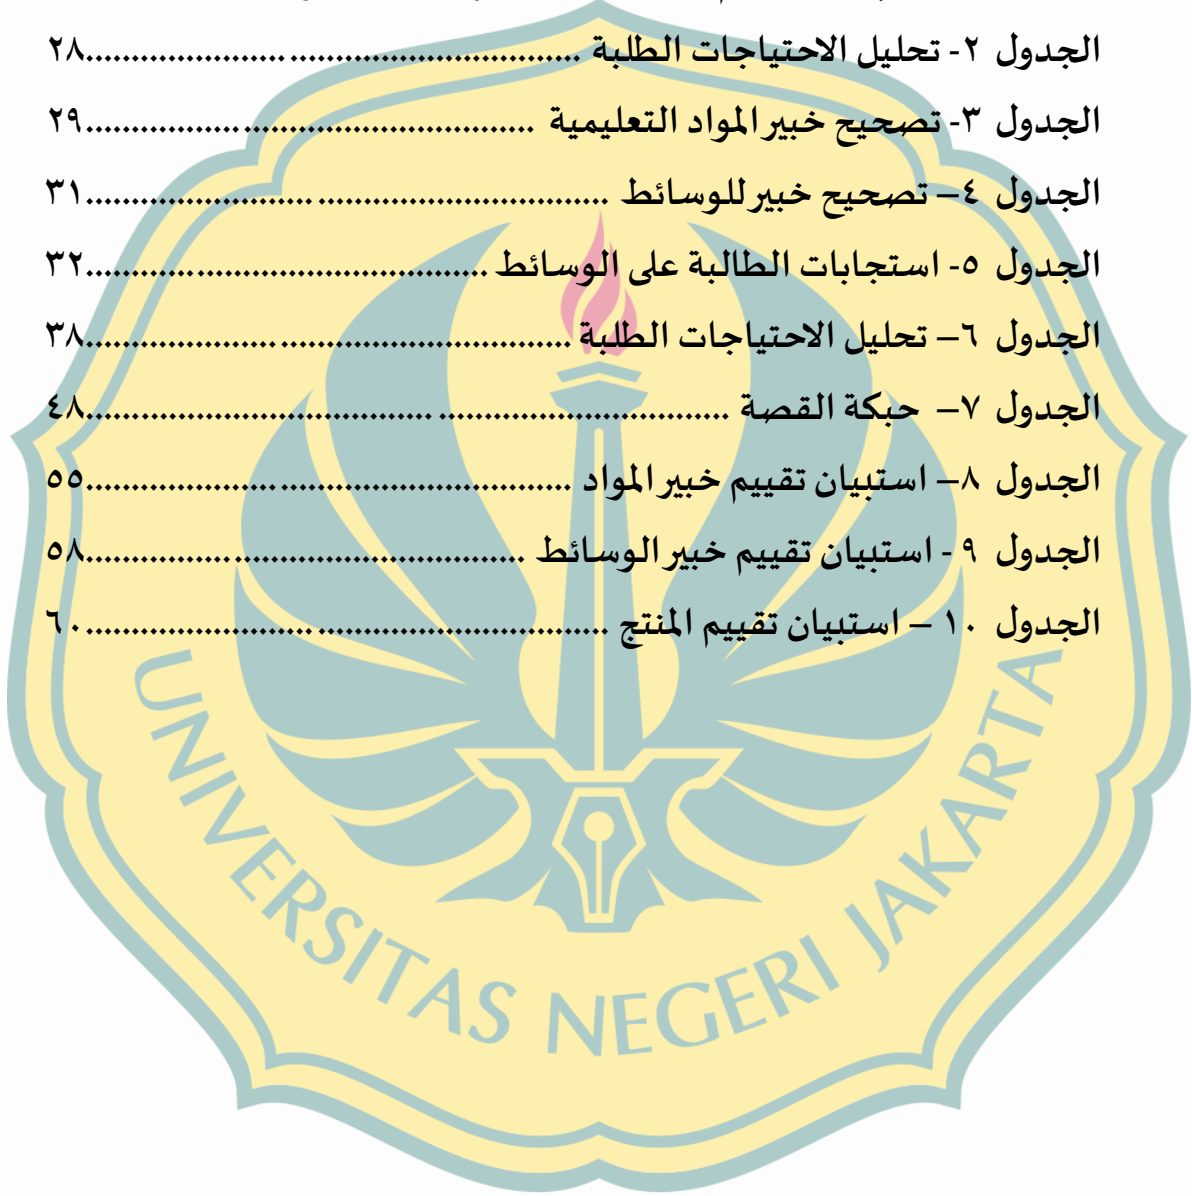 الجدول ٢- تحليل الاحتياجات الطلبة ......................................................٢٨
الجدول ٣- تصحيح خبير المواد التعليمية .................................................٢٩
الجدول ٤– تصحيح خبير للوسائط .........................................................٣١
الجدول ٥- استجابات الطالبة على الوسائط .............................................٣٢
الجدول ٦– تحليل الاحتياجات الطلبة .....................................................٣٨
الجدول ٧– حبكة القصة ......................................................................٤٨
الجدول ٨– استبيان تقييم خبير المواد .....................................................٥٥
الجدول ٩ - استبيان تقييم خبير الوسائط ................................................٥٨
الجدول ١٠ – استبيان تقييم المنتج .........................................................٦٠
UNIVERSITAS NEGERI JAKARTA